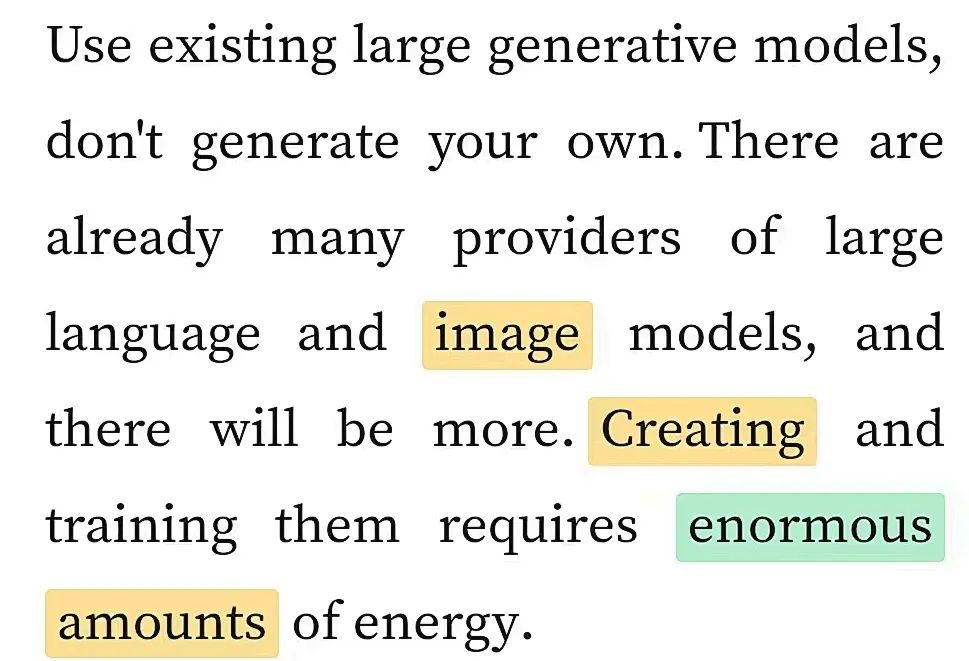 Use existing large generative models,
don't generate your own. There are
already many providers of large
language and image models, and
there will be more. Creating and
training them requires enormous
amounts of energy.